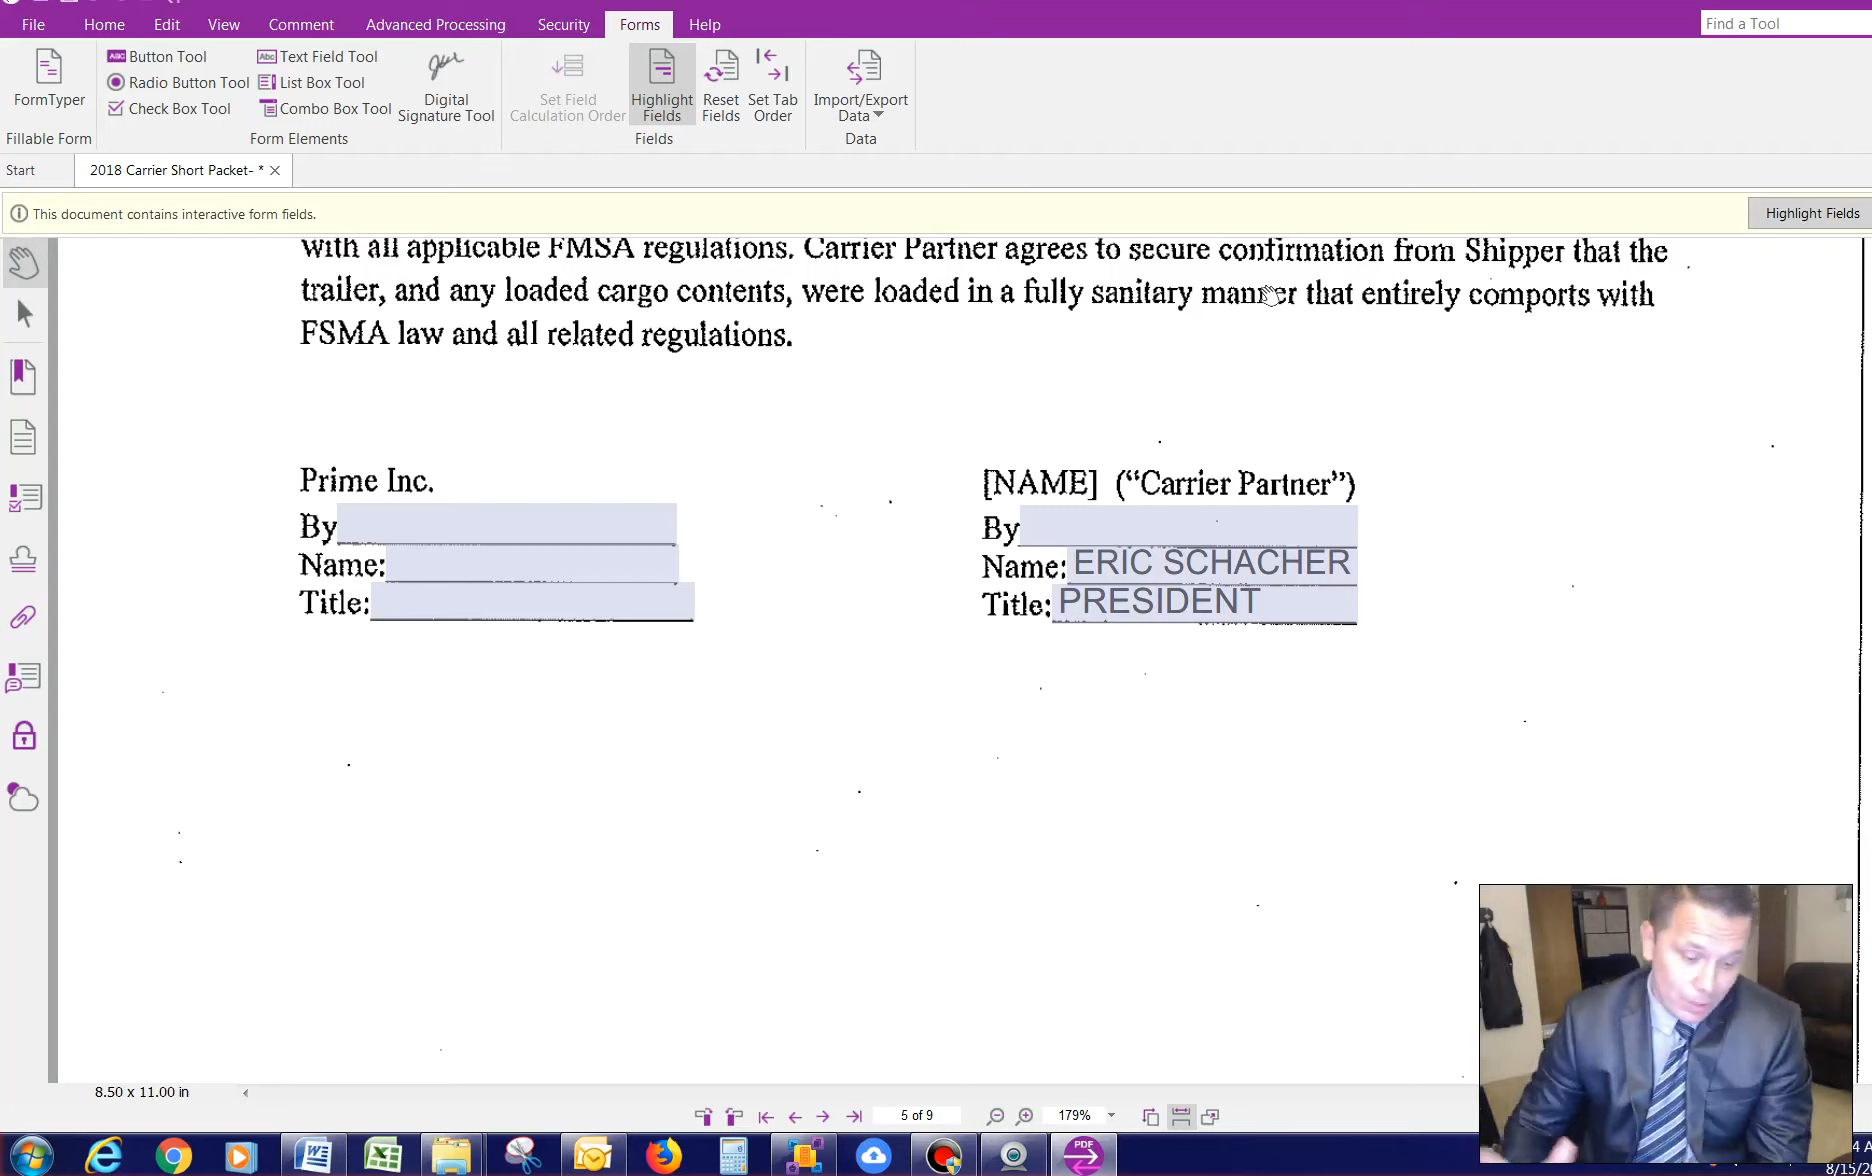 File Home Edit View Comment Advanced Processing Security Forms Help
Find a Tool
FormTyper
Fillable Form
Button Tool
Radio Button Tool
Check Box Tool
Text Field Tool
List Box Tool
Combo Box Tool
Digital
Signature Tool
Form Elements
Set Field
Calculation Order
Highlight
Fields
Reset
Fields
Set Tab
Order
Fields
Import/Export
Data
Data
Start
2018 Carrier Short Packet- *
This document contains interactive form fields.
Highlight Fields
with all applicable FMSA regulations. Carrier Partner agrees to secure confirmation from Shipper that the
trailer, and any loaded cargo contents, were loaded in a fully sanitary manner that entirely comports with
FSMA law and all related regulations.
Prime Inc.
By
Name:
Title:
[NAME] ("Carrier Partner")
By
Name: ERIC SCHACHER
Title: PRESIDENT
8.50 x 11.00 in
5 of 9
179%
PDF